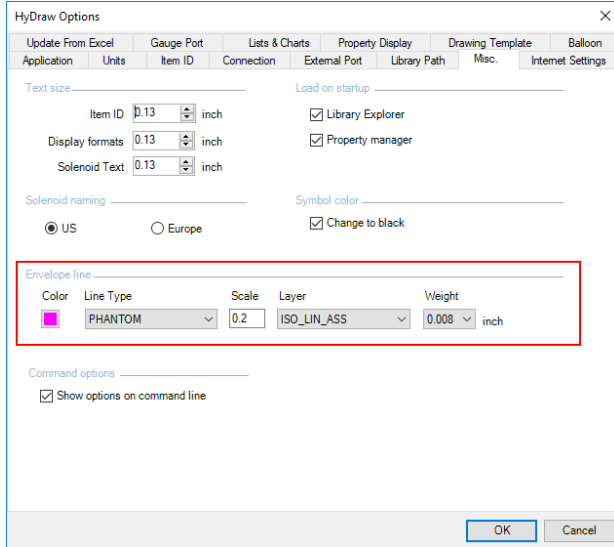 HyDraw Options
Update From Excel Gauge Port Lists & Charts Property Display Drawing Template Balloon
Application Units Item ID Connection External Port Library Path Misc. Internet Settings
Text size Load on startup
Item ID 0.13 inch Library Explorer
Display formats 0.13 inch Property manager
Solenoid Text 0.13 inch
Solenoid naming Symbol color
US Europe Change to black
Envelope line
Color Line Type Scale Layer Weight
PHANTOM 0.2 ISO_LIN_ASS 0.008 inch
Command options
Show options on command line
OK Cancel